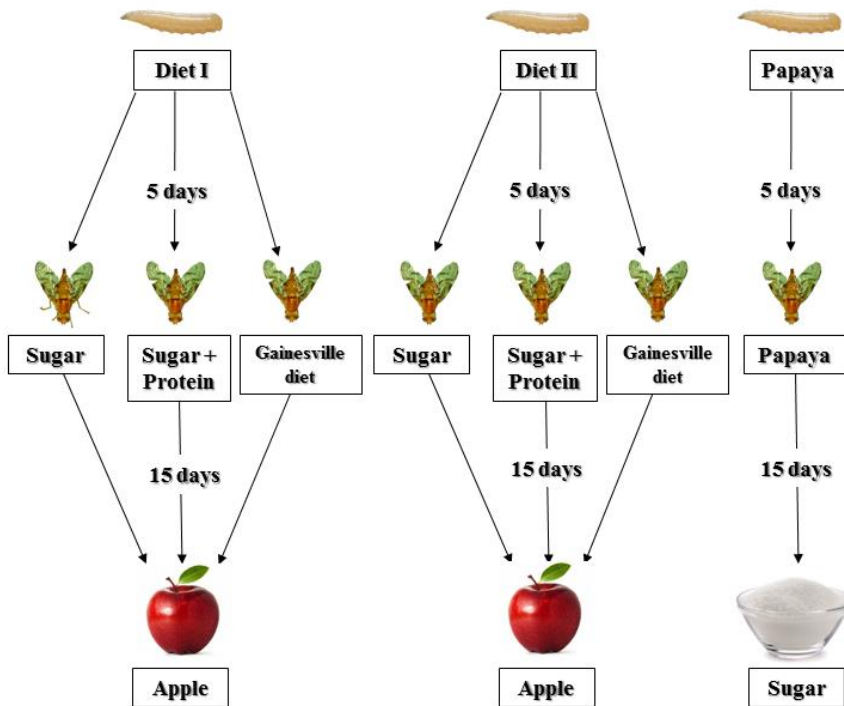 Diet I
Diet II
Papaya
5 days
5 days
5 days
Sugar
Sugar +
Protein
Gainesville
diet
Sugar
Sugar +
Protein
Gainesville
diet
Papaya
15 days
15 days
15 days
Apple
Apple
Sugar